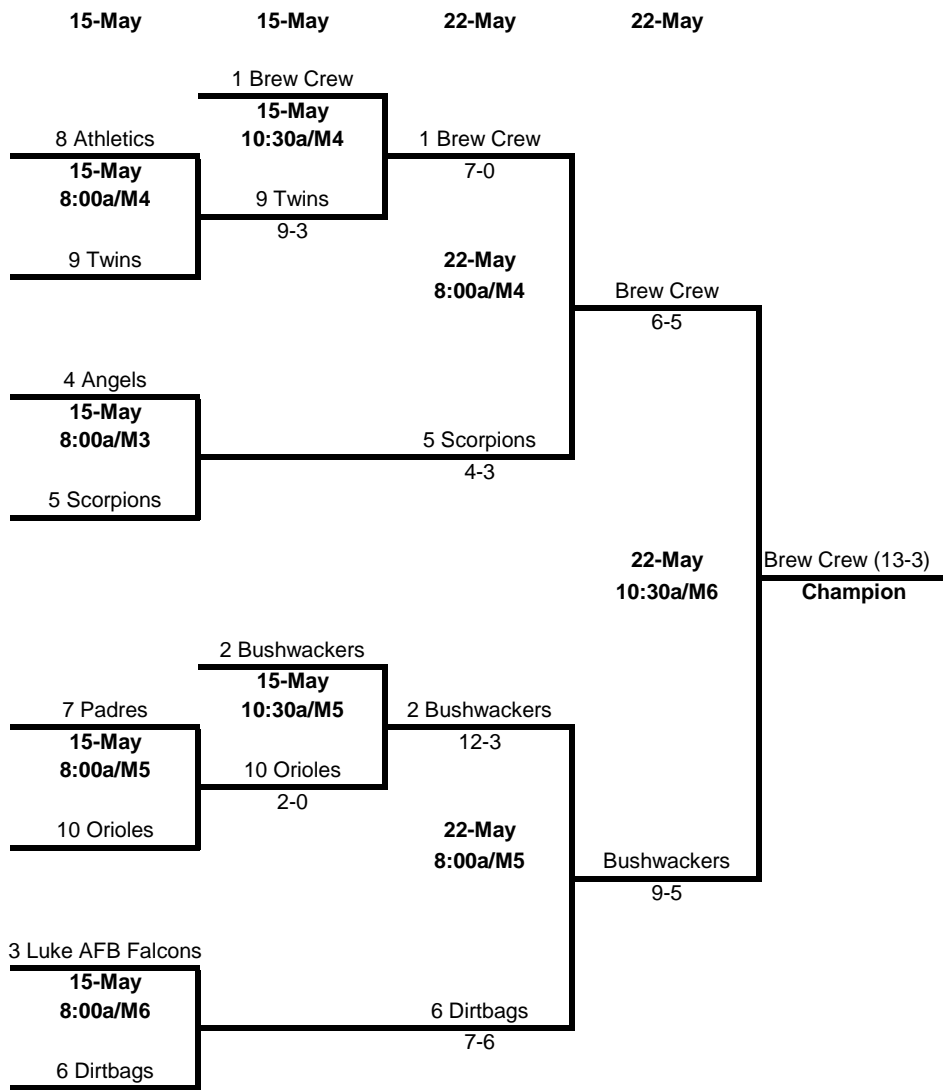 15-May 15-May 22-May 22-May
1 Brew Crew
15-May
10:30a/M4
8 Athletics
1 Brew Crew
15-May
8:00a/M4
7-0
9 Twins
9-3
9 Twins
22-May
8:00a/M4
Brew Crew
6-5
4 Angels
15-May
8:00a/M3
5 Scorpions
4-3
5 Scorpions
22-May
10:30a/M6
Brew Crew (13-3)
Champion
2 Bushwackers
15-May
10:30a/M5
7 Padres
2 Bushwackers
15-May
8:00a/M5
12-3
10 Orioles
2-0
10 Orioles
22-May
8:00a/M5
Bushwackers
9-5
3 Luke AFB Falcons
15-May
8:00a/M6
6 Dirtbags
7-6
6 Dirtbags